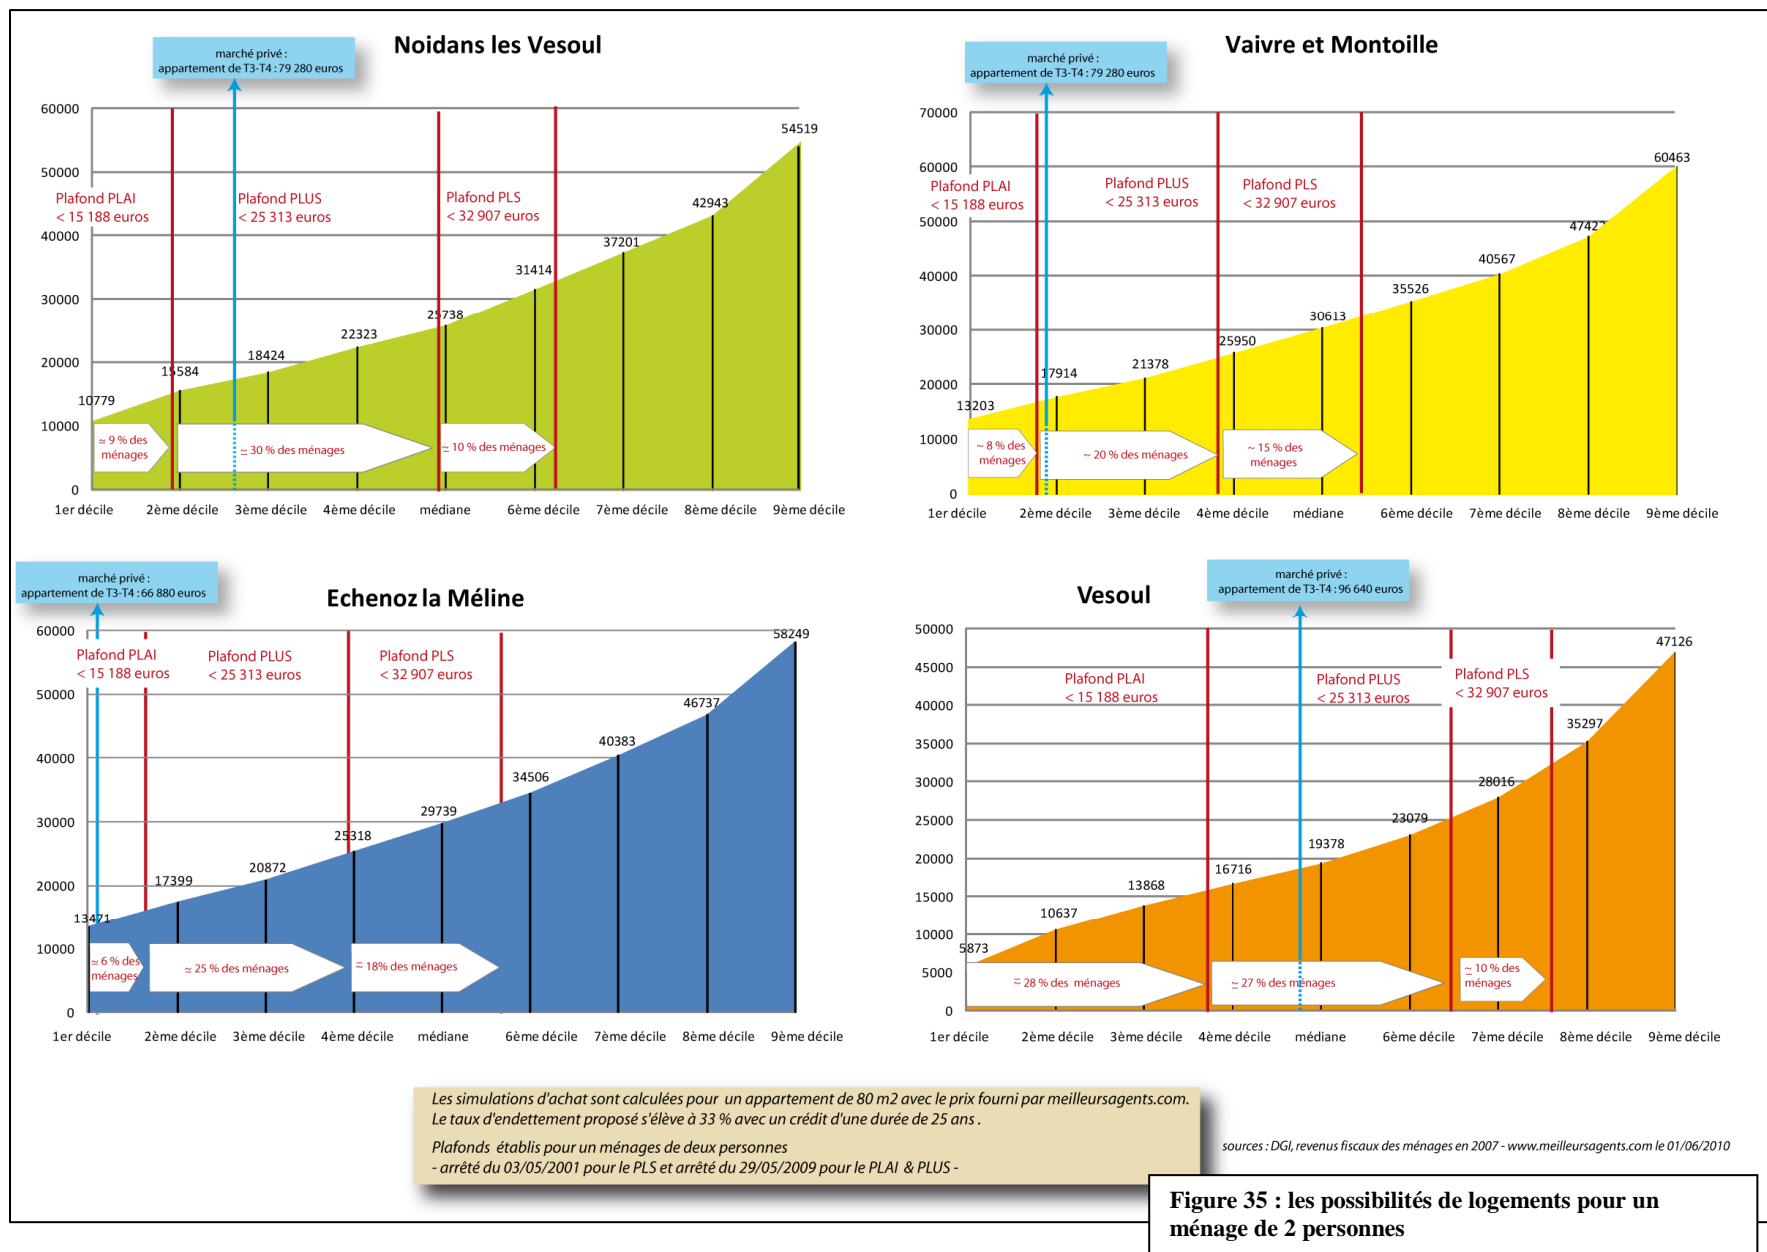 marché privé :
appartement de T3-T4 : 79 280 euros
Noidans les Vesoul
60000
50000
40000
30000
20000
10000
0
Plafond PLAI
< 15 188 euros
Plafond PLUS
< 25 313 euros
Plafond PLS
< 32 907 euros
10779
15584
18424
22323
25738
31414
37201
42943
54519
≃ 9 % des
ménages
≃ 30 % des ménages
≃ 10 % des ménages
1er décile
2ème décile
3ème décile
4ème décile
médiane
6ème décile
7ème décile
8ème décile
9ème décile
marché privé :
appartement de T3-T4 : 79 280 euros
Vaivre et Montoille
70000
60000
50000
40000
30000
20000
10000
0
Plafond PLAI
< 15 188 euros
Plafond PLUS
< 25 313 euros
Plafond PLS
< 32 907 euros
13203
17914
21378
25950
30613
35526
40567
47422
60463
~ 8 % des
ménages
~ 20 % des ménages
~ 15 % des
ménages
1er décile
2ème décile
3ème décile
4ème décile
médiane
6ème décile
7ème décile
8ème décile
9ème décile
marché privé :
appartement de T3-T4 : 66 880 euros
Echenoz la Méline
60000
50000
40000
30000
20000
10000
0
Plafond PLAI
< 15 188 euros
Plafond PLUS
< 25 313 euros
Plafond PLS
< 32 907 euros
13471
17399
20872
25318
29739
34506
40383
46737
58249
≃ 6 % des
ménages
≃ 25 % des ménages
≃ 18% des ménages
1er décile
2ème décile
3ème décile
4ème décile
médiane
6ème décile
7ème décile
8ème décile
9ème décile
Vesoul
marché privé :
appartement de T3-T4 : 96 640 euros
50000
45000
40000
35000
30000
25000
20000
15000
10000
5000
0
Plafond PLAI
< 15 188 euros
Plafond PLUS
< 25 313 euros
Plafond PLS
< 32 907 euros
5873
10637
13868
16716
19378
23079
28016
35297
47126
≃ 28 % des ménages
≃ 27 % des ménages
≃ 10 % des
ménages
1er décile
2ème décile
3ème décile
4ème décile
médiane
6ème décile
7ème décile
8ème décile
9ème décile
Les simulations d'achat sont calculées pour un appartement de 80 m2 avec le prix fourni par meilleursagents.com.
Le taux d'endettement proposé s'élève à 33 % avec un crédit d'une durée de 25 ans .
Plafonds établis pour un ménages de deux personnes
- arrêté du 03/05/2001 pour le PLS et arrêté du 29/05/2009 pour le PLAI & PLUS -
sources : DGI, revenus fiscaux des ménages en 2007 - www.meilleursagents.com le 01/06/2010
Figure 35 : les possibilités de logements pour un
ménage de 2 personnes